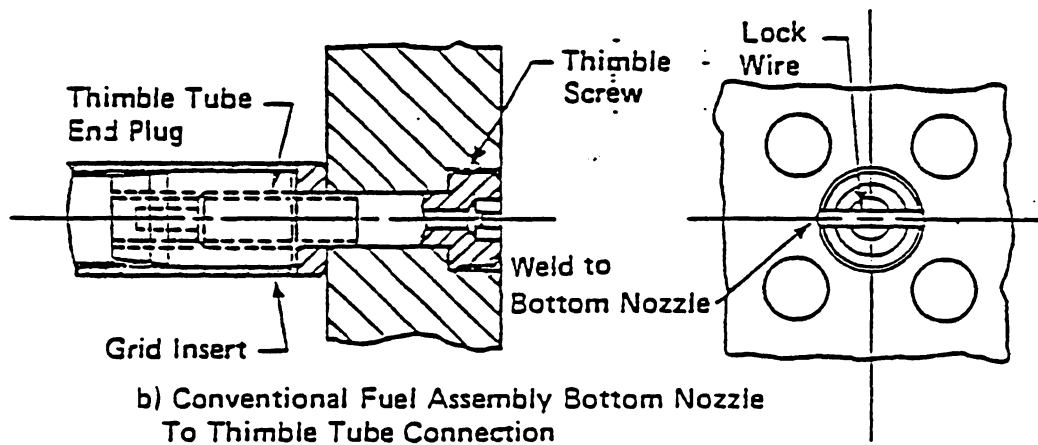 Thimble Tube
End Plug
Thimble
Screw
Lock
Wire
Weld to
Bottom Nozzle
Grid Insert
b) Conventional Fuel Assembly Bottom Nozzle
To Thimble Tube Connection